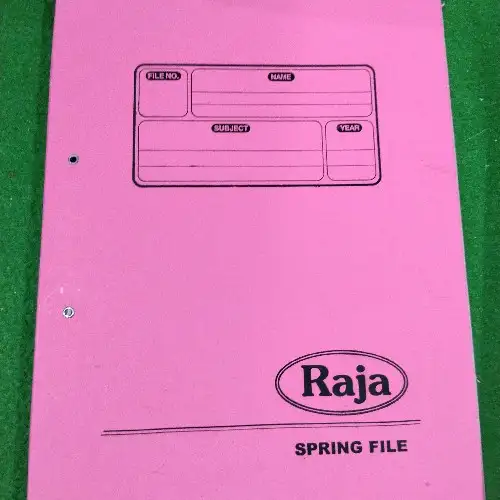 FILE NO.
NAME
SUBJECT
YEAR
Raja
SPRING FILE